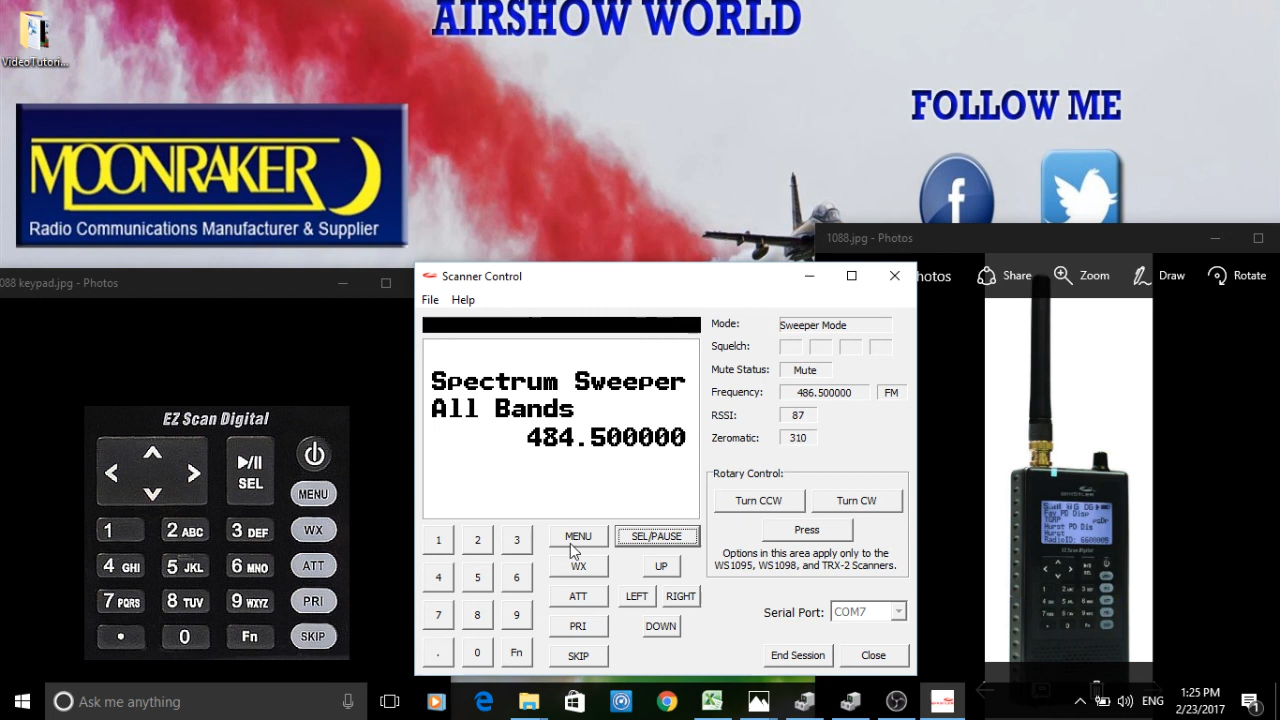 AIRSHOW WORLD
VideoTutori...
MOONRAKER
Radio Communications Manufacturer & Supplier
FOLLOW ME
1088.jpg - Photos
hotos
Share
Zoom
Draw
Rotate
088 keypad.jpg - Photos
EZ Scan Digital
SEL
MENU
1
2 ABC
3 DEF
WX
4 GHI
5 JKL
6 MNO
ATT
7 PQRS
8 TUV
9 WXYZ
PRI
.
0
Fn
SKIP
Scanner Control
File Help
Spectrum Sweeper
All Bands
484.500000
Mode: Sweeper Mode
Squelch:
Mute Status: Mute
Frequency: 486.500000 FM
RSSI: 87
Zeromatic: 310
Rotary Control:
Turn CCW Turn CW
Press
Options in this area apply only to the
WS1095, WS1098, and TRX-2 Scanners.
1 2 3 MENU SEL/PAUSE
WX UP
4 5 6 ATT LEFT RIGHT
7 8 9 PRI DOWN
. 0 Fn SKIP
Serial Port: COM7
End Session Close
Ask me anything
ENG
1:25 PM
2/23/2017
1